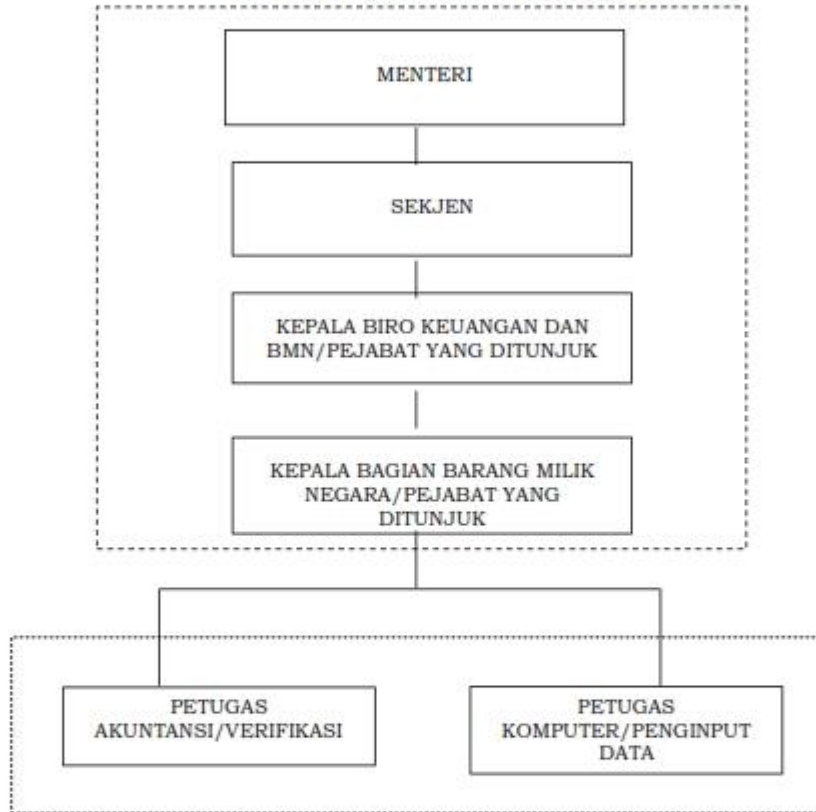 MENTERI
SEKJEN
KEPALA BIRO KEUANGAN DAN
BMN/PEJABAT YANG DITUNJUK
KEPALA BAGIAN BARANG MILIK
NEGARA/PEJABAT YANG
DITUNJUK
PETUGAS
AKUNTANSI/VERIFIKASI
PETUGAS
KOMPUTER/PENGINPUT
DATA